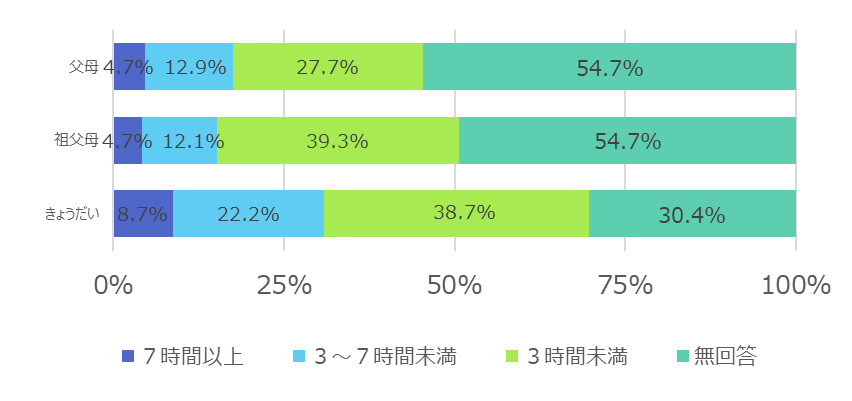 父母 4.7% 12.9% 27.7% 54.7%
祖父母 4.7% 12.1% 39.3% 54.7%
きょうだい 8.7% 22.2% 38.7% 30.4%
0% 25% 50% 75% 100%
７時間以上 ３～７時間未満 ３時間未満 無回答